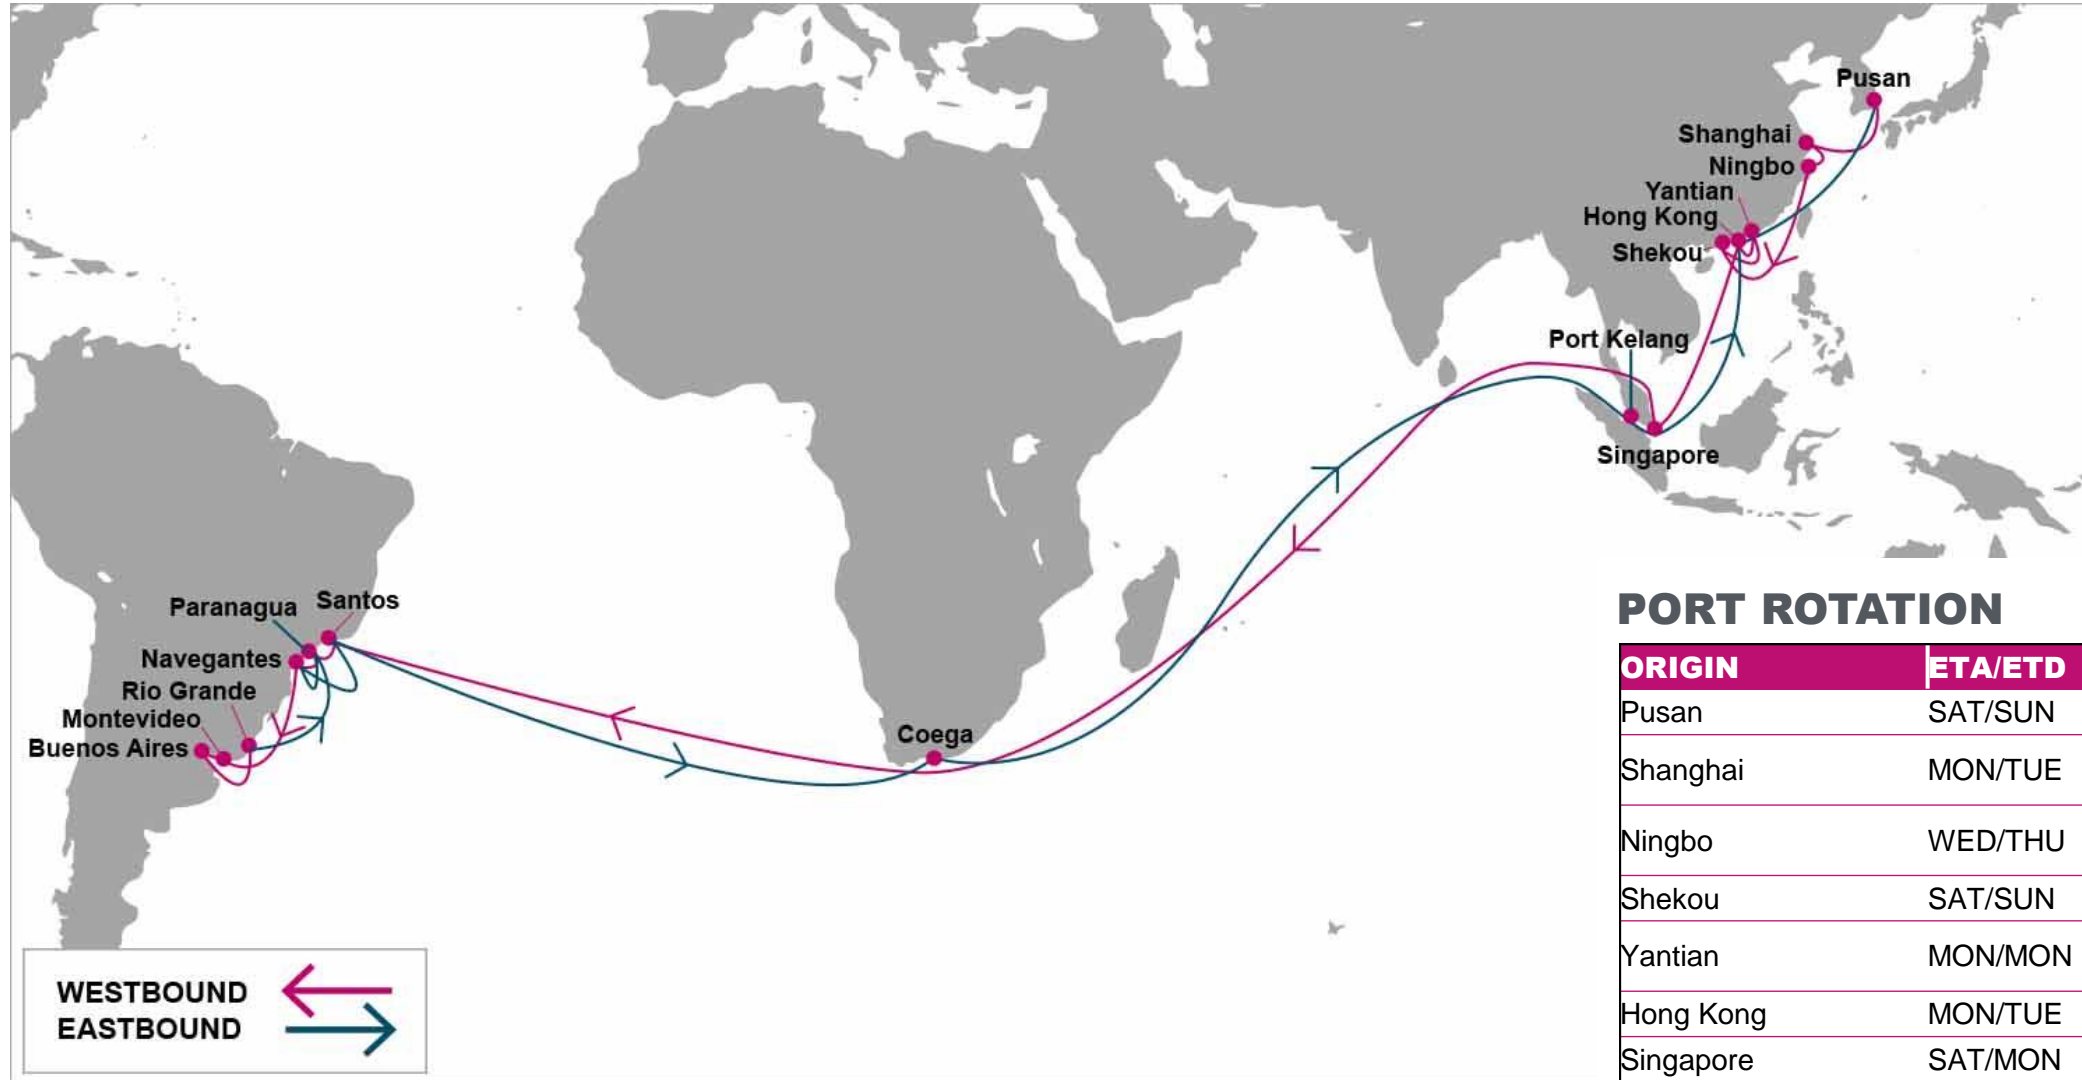 Pusan
Shanghai
Ningbo
Yantian
Hong Kong
Shekou
Port Kelang
Singapore
Paranagua
Santos
Navegantes
Rio Grande
Montevideo
Buenos Aires
Coega
WESTBOUND
EASTBOUND
PORT ROTATION
ORIGIN ETA/ETD
Pusan SAT/SUN
Shanghai MON/TUE
Ningbo WED/THU
Shekou SAT/SUN
Yantian MON/MON
Hong Kong MON/TUE
Singapore SAT/MON